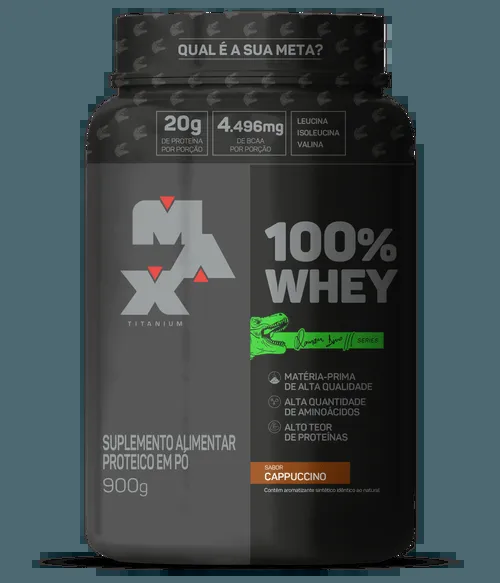 QUAL É A SUA META?
20g
DE PROTEÍNA
POR PORÇÃO
4.496mg
DE BCAA
POR PORÇÃO
LEUCINA
ISOLEUCINA
VALINA
MAX
TITANIUM
100%
WHEY
SERIES
MATÉRIA-PRIMA
DE ALTA QUALIDADE
ALTA QUANTIDADE
DE AMINOÁCIDOS
ALTO TEOR
DE PROTEÍNAS
SUPLEMENTO ALIMENTAR
PROTEICO EM PÓ
900g
SABOR
CAPPUCCINO
Contém aromatizante sintético idêntico ao natural